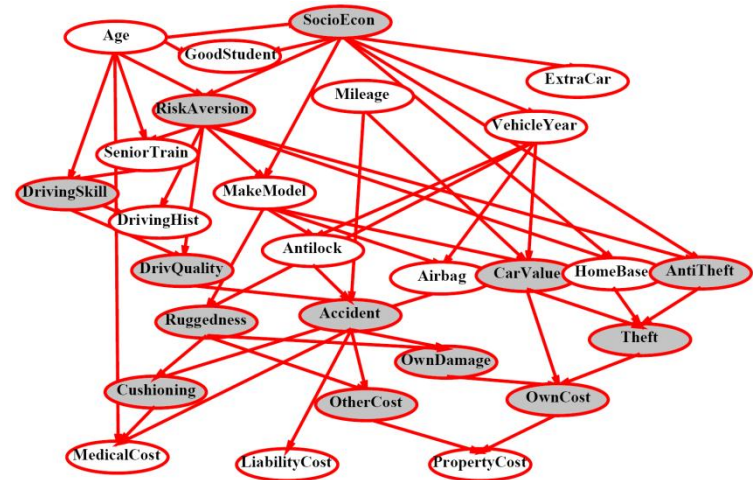 SocioEcon
Age
GoodStudent
ExtraCar
RiskAversion
Mileage
VehicleYear
SeniorTrain
DrivingSkill
MakeModel
DrivingHist
Antilock
DrivQuality
Airbag
CarValue
HomeBase
AntiTheft
Ruggedness
Accident
Theft
OwnDamage
Cushioning
OtherCost
OwnCost
MedicalCost
LiabilityCost
PropertyCost